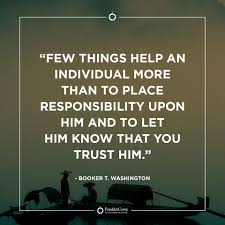 “FEW THINGS HELP AN
INDIVIDUAL MORE
THAN TO PLACE
RESPONSIBILITY UPON
HIM AND TO LET
HIM KNOW THAT YOU
TRUST HIM.”
- BOOKER T. WASHINGTON
FranklinCovey